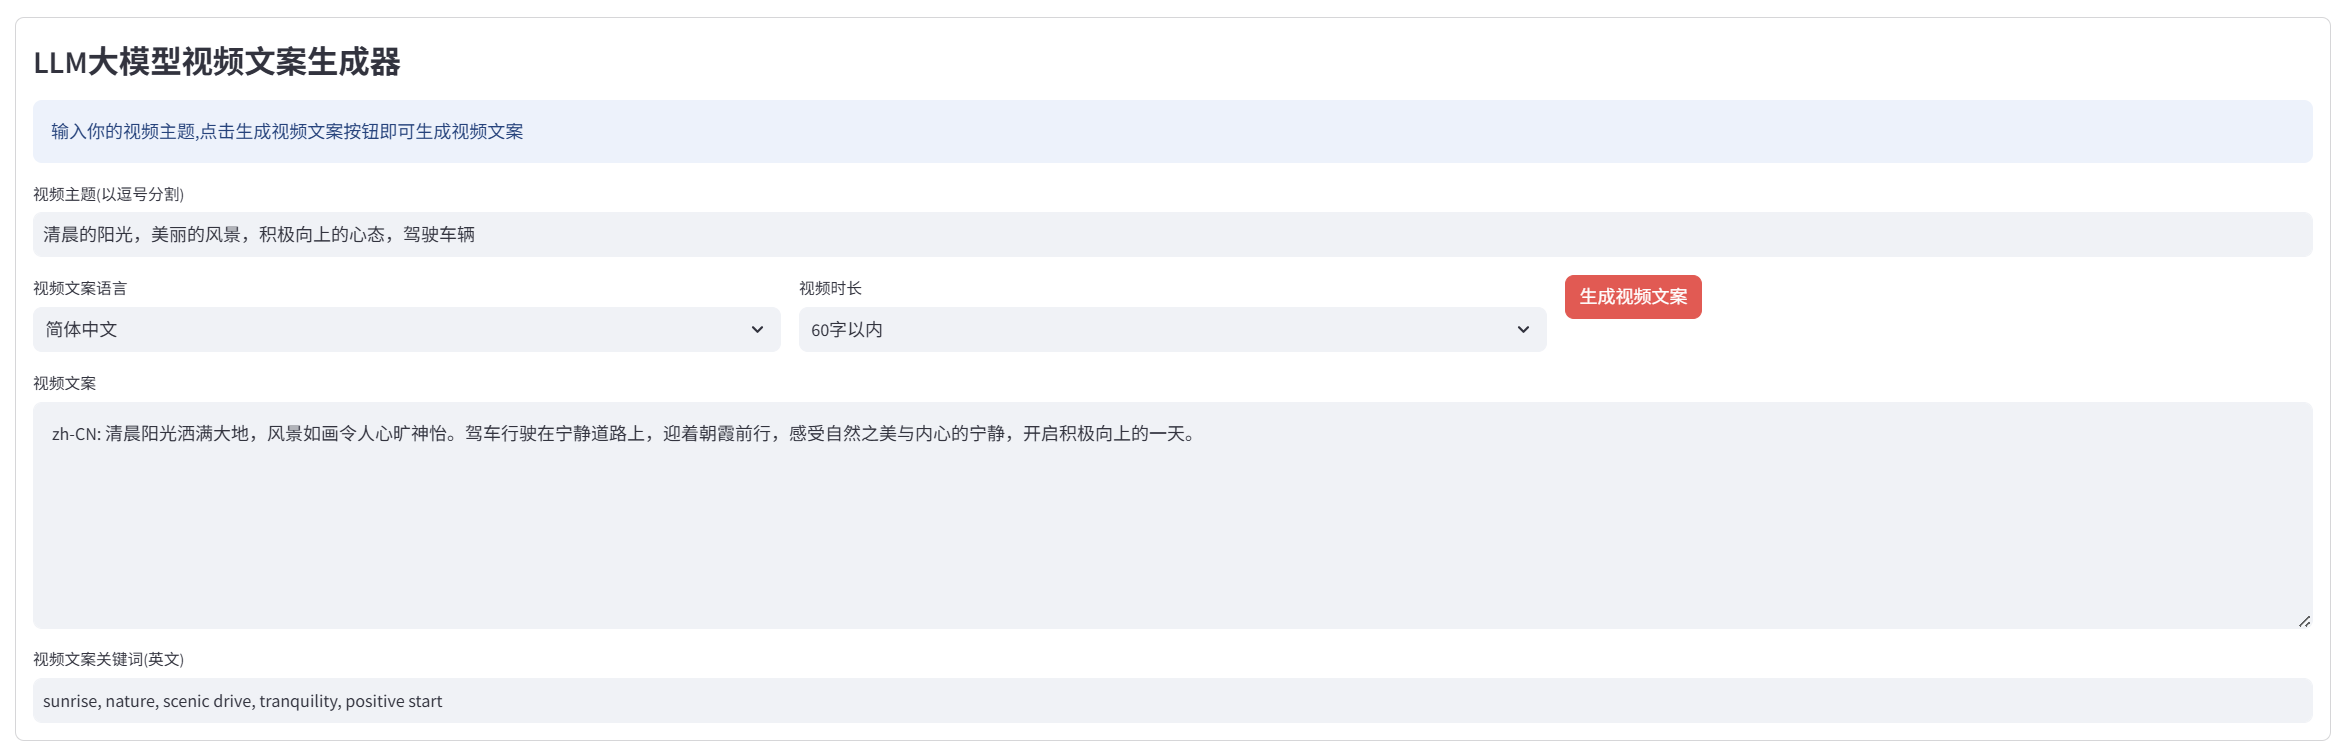 LLM大模型视频文案生成器
输入你的视频主题,点击生成视频文案按钮即可生成视频文案
视频主题(以逗号分割)
清晨的阳光，美丽的风景，积极向上的心态，驾驶车辆
视频文案语言
视频时长
生成视频文案
简体中文
60字以内
视频文案
zh-CN: 清晨阳光洒满大地，风景如画令人心旷神怡。驾车行驶在宁静道路上，迎着朝霞前行，感受自然之美与内心的宁静，开启积极向上的一天。
视频文案关键词(英文)
sunrise, nature, scenic drive, tranquility, positive start